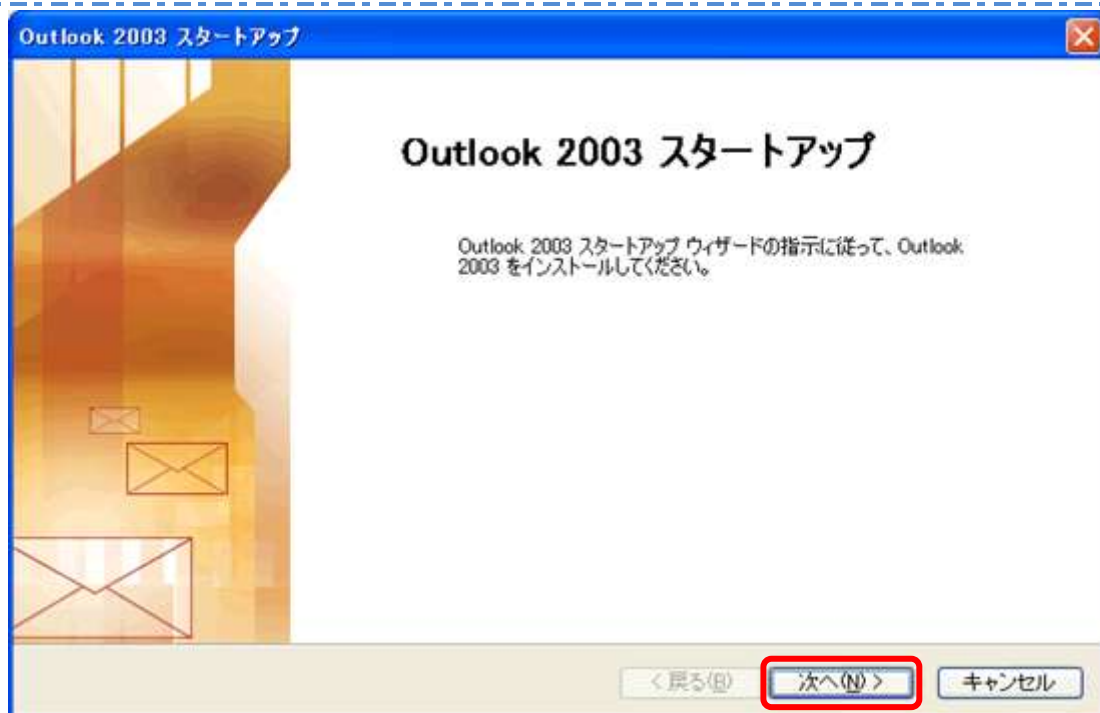 Outlook 2003 スタートアップ
Outlook 2003 スタートアップ
Outlook 2003 スタートアップ ウィザードの指示に従って、Outlook
2003 をインストールしてください。
< 戻る(B) 次へ(N) > キャンセル